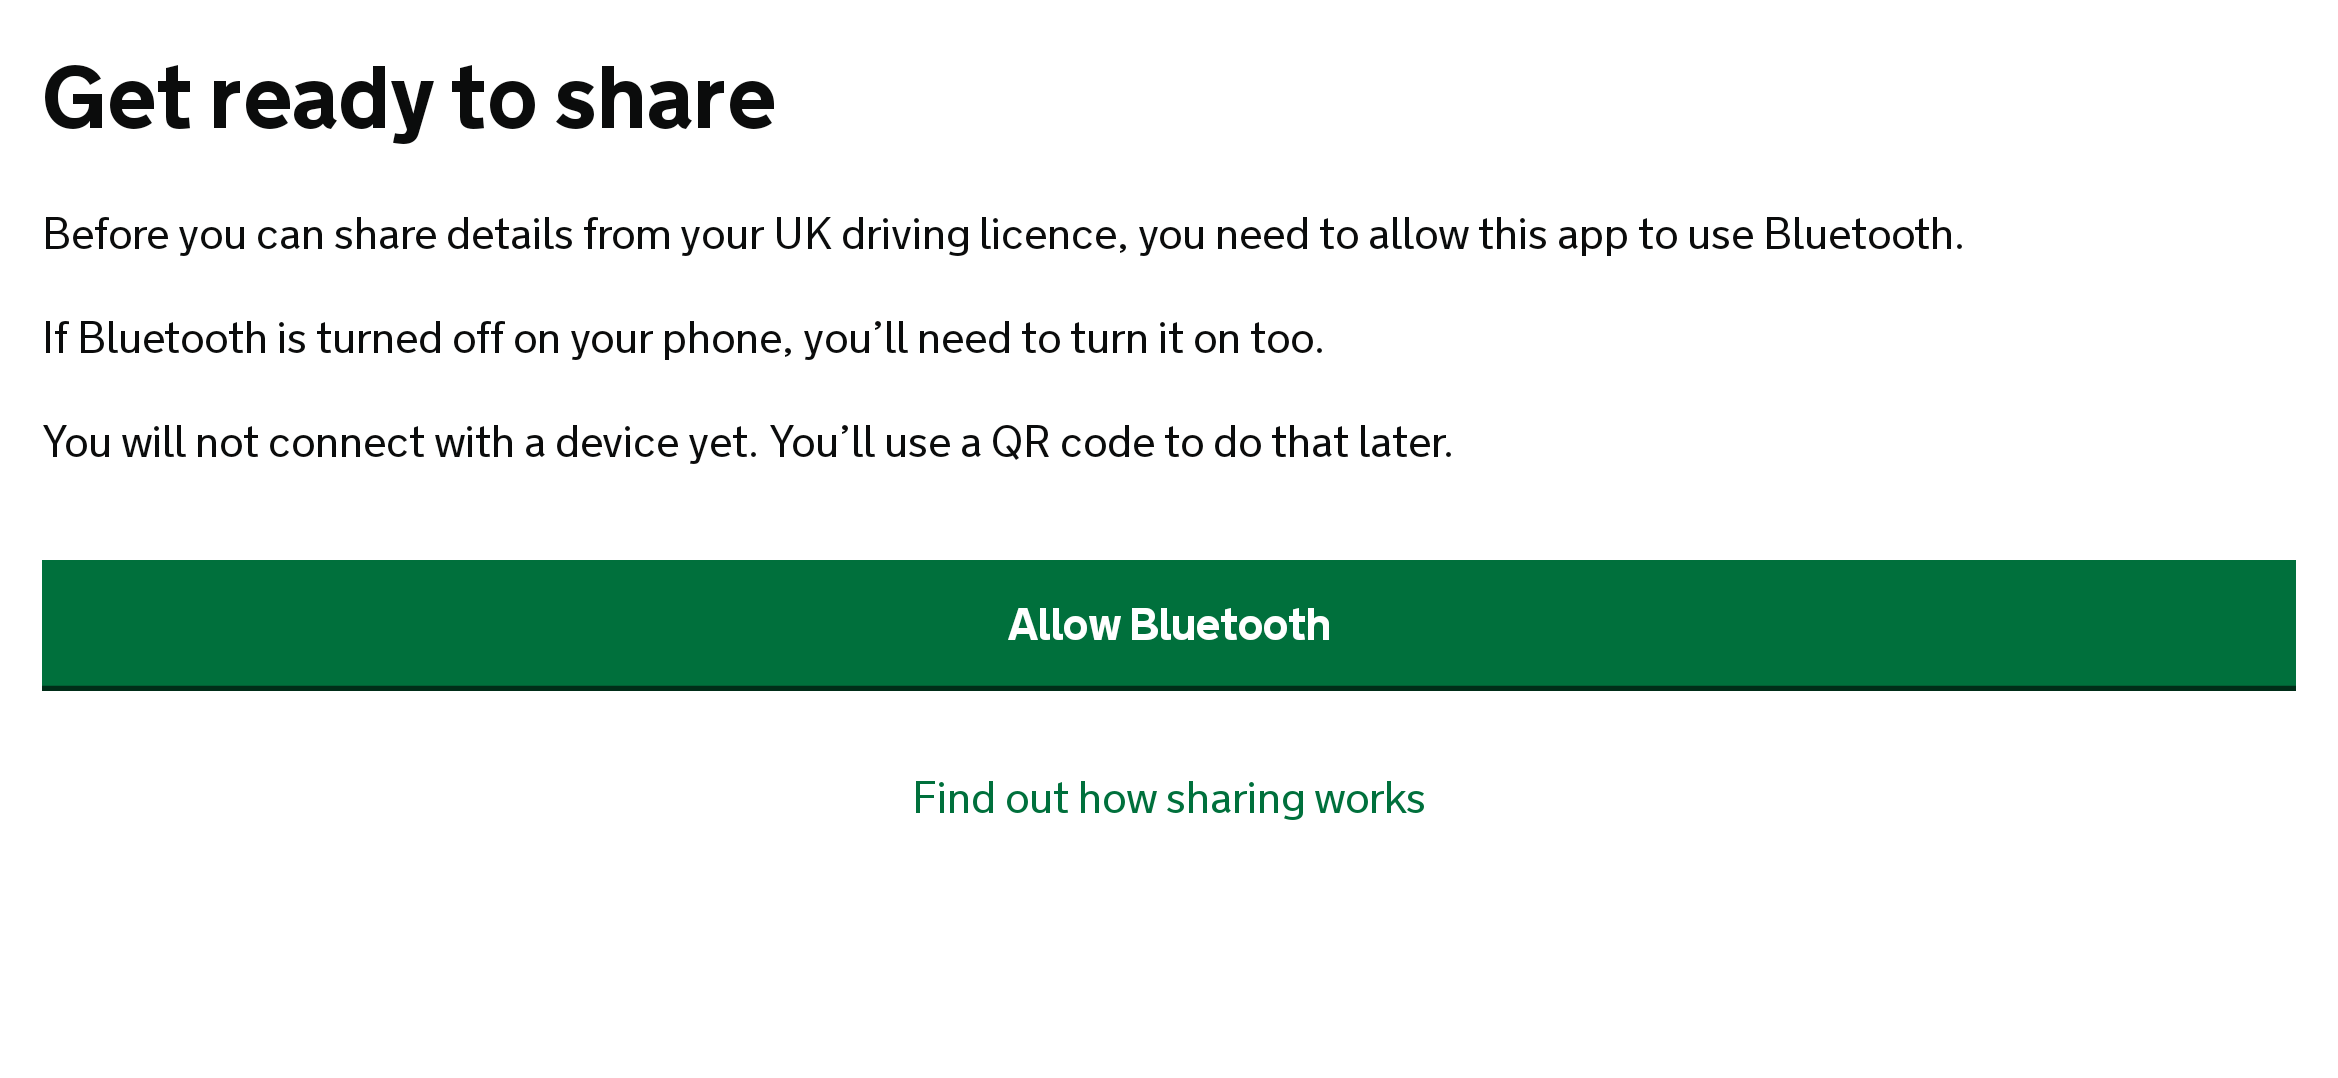 Get ready to share
Before you can share details from your UK driving licence, you need to allow this app to use Bluetooth.
If Bluetooth is turned off on your phone, you’ll need to turn it on too.
You will not connect with a device yet. You’ll use a QR code to do that later.
Allow Bluetooth
Find out how sharing works